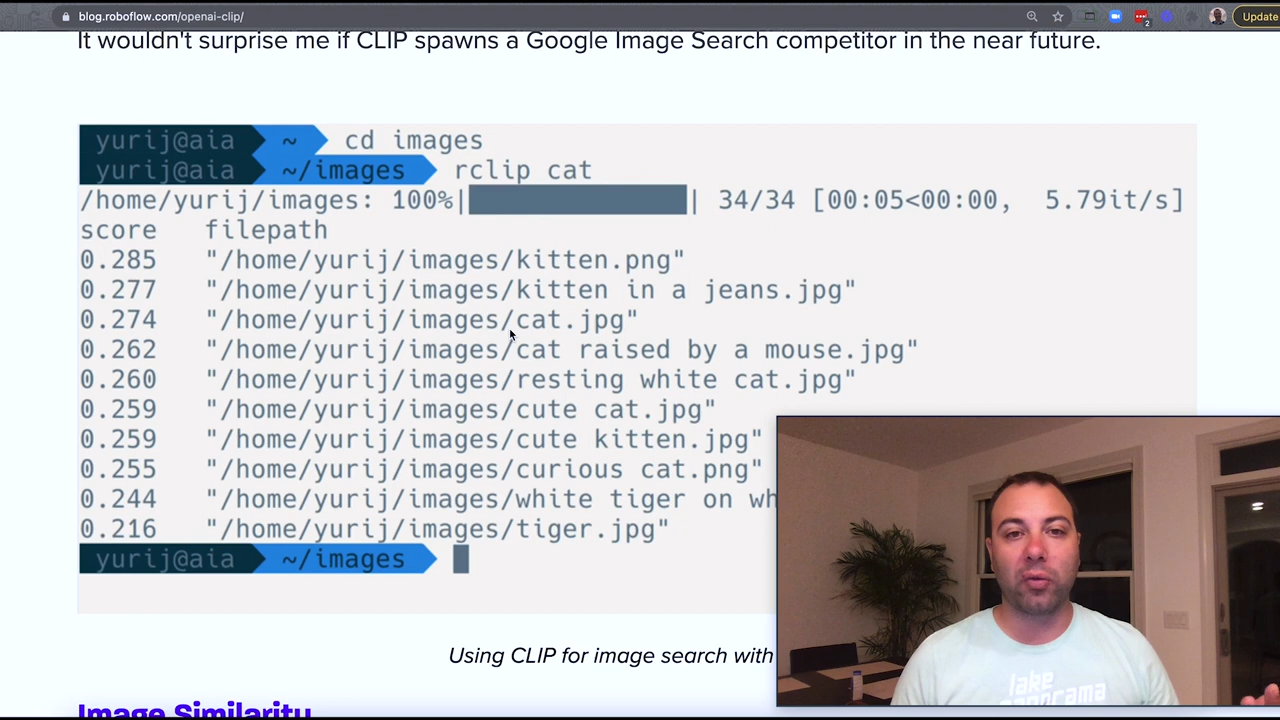 blog.roboflow.com/openai-clip/
2
Update
It wouldn't surprise me if CLIP spawns a Google Image Search competitor in the near future.
yurij@aia ~ cd images
yurij@aia ~/images rclip cat
/home/yurij/images: 100%| | 34/34 [00:05<00:00, 5.79it/s]
score filepath
0.285 "/home/yurij/images/kitten.png"
0.277 "/home/yurij/images/kitten in a jeans.jpg"
0.274 "/home/yurij/images/cat.jpg"
0.262 "/home/yurij/images/cat raised by a mouse.jpg"
0.260 "/home/yurij/images/resting white cat.jpg"
0.259 "/home/yurij/images/cute cat.jpg"
0.259 "/home/yurij/images/cute kitten.jpg"
0.255 "/home/yurij/images/curious cat.png"
0.244 "/home/yurij/images/white tiger on wh
0.216 "/home/yurij/images/tiger.jpg"
yurij@aia ~/images
Using CLIP for image search with
Image Similarity
lake
panorama